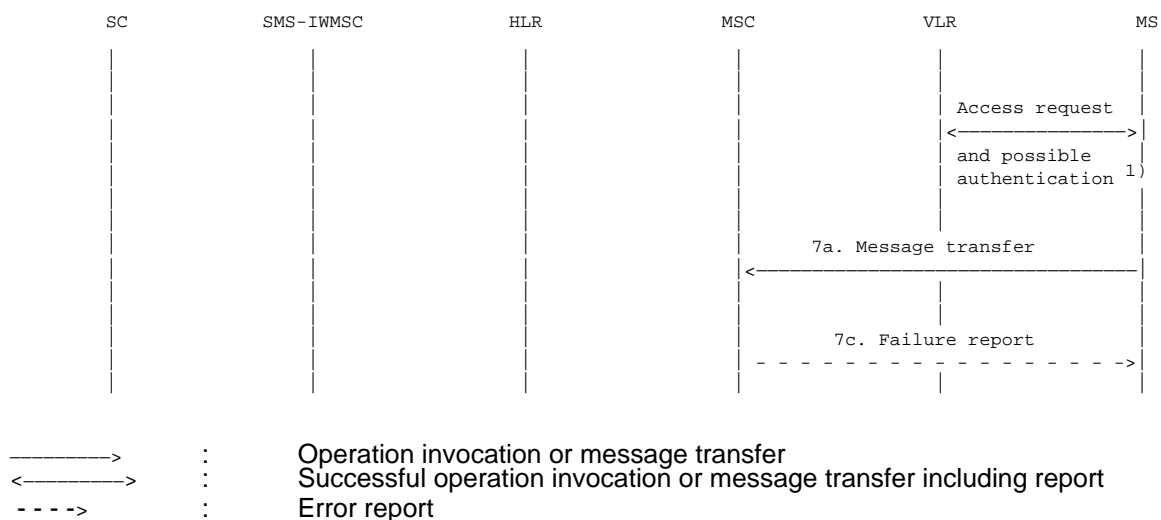 SC SMS-IWMSC HLR MSC VLR MS
Access request
and possible
authentication 1)
7a. Message transfer
7c. Failure report
: Operation invocation or message transfer
: Successful operation invocation or message transfer including report
: Error report